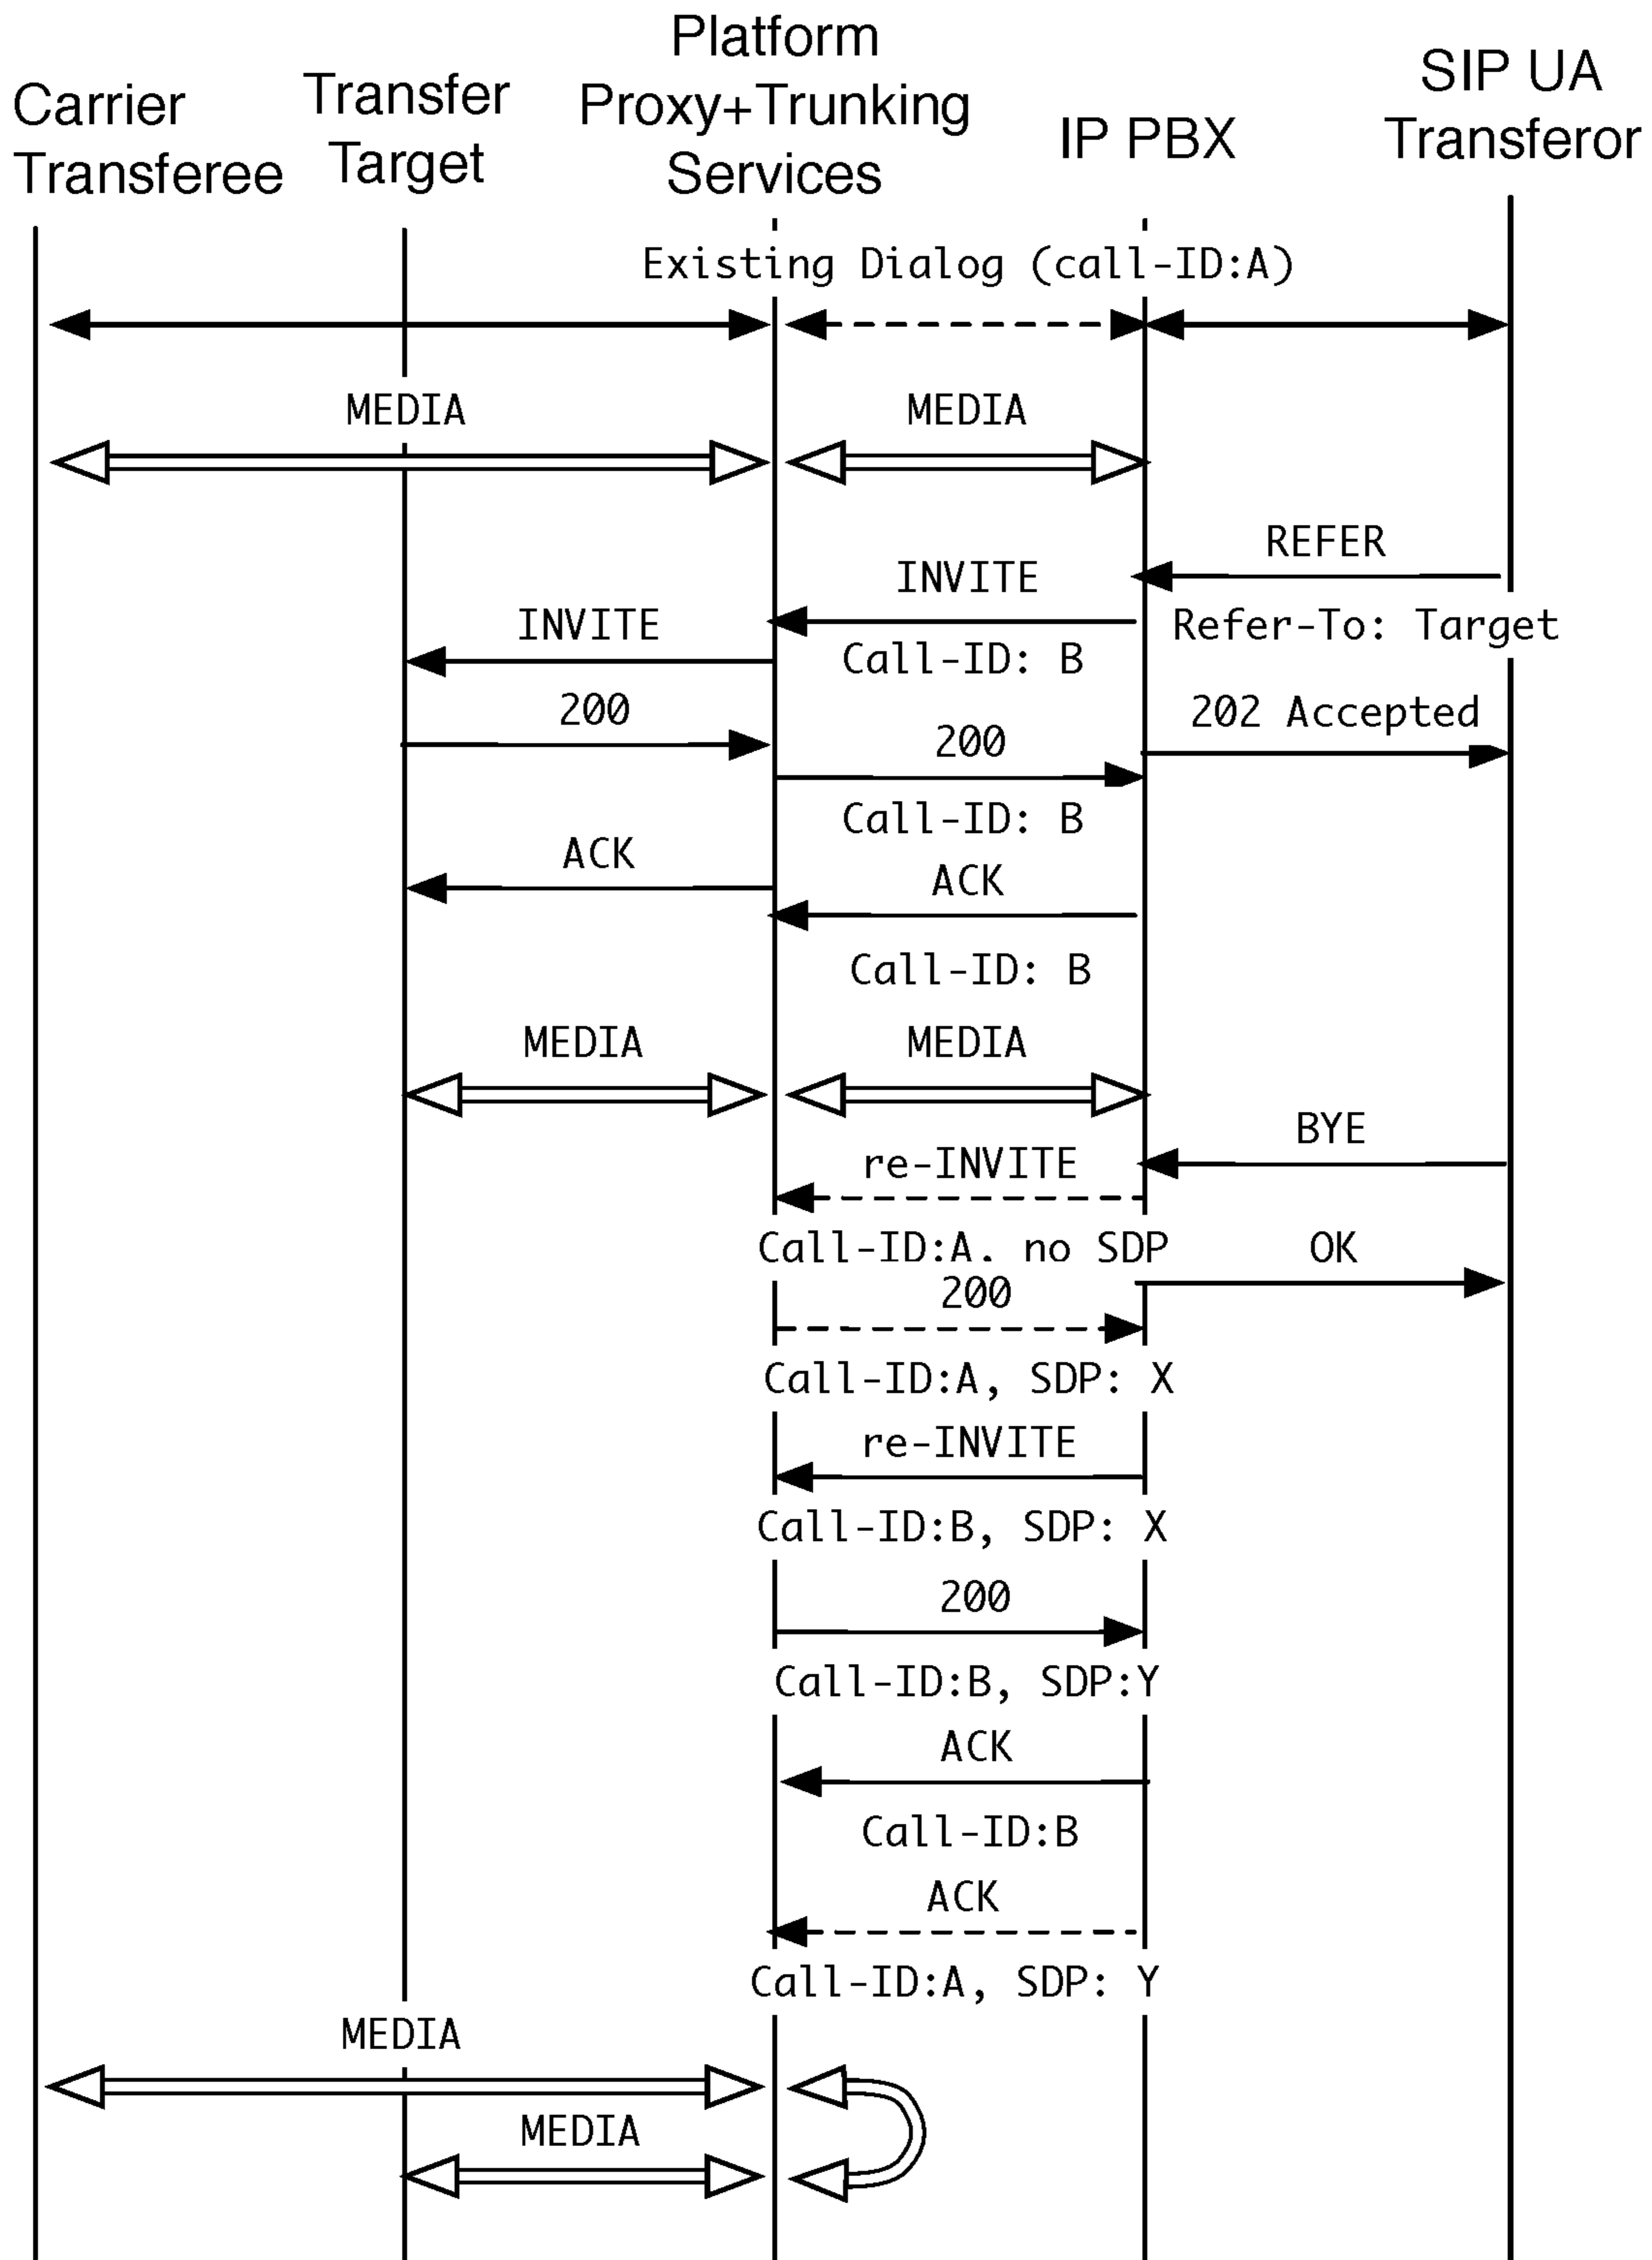 Carrier
Transferee
Transfer
Target
Platform
Proxy+Trunking
Services
IP PBX
SIP UA
Transferor
Existing Dialog (call-ID:A)
MEDIA
MEDIA
REFER
INVITE
INVITE
Refer-To: Target
Call-ID: B
200
202 Accepted
200
Call-ID: B
ACK
ACK
Call-ID: B
MEDIA
MEDIA
BYE
re-INVITE
Call-ID:A, no SDP
OK
200
Call-ID:A, SDP: X
re-INVITE
Call-ID:B, SDP: X
200
Call-ID:B, SDP:Y
ACK
Call-ID:B
ACK
Call-ID:A, SDP: Y
MEDIA
MEDIA